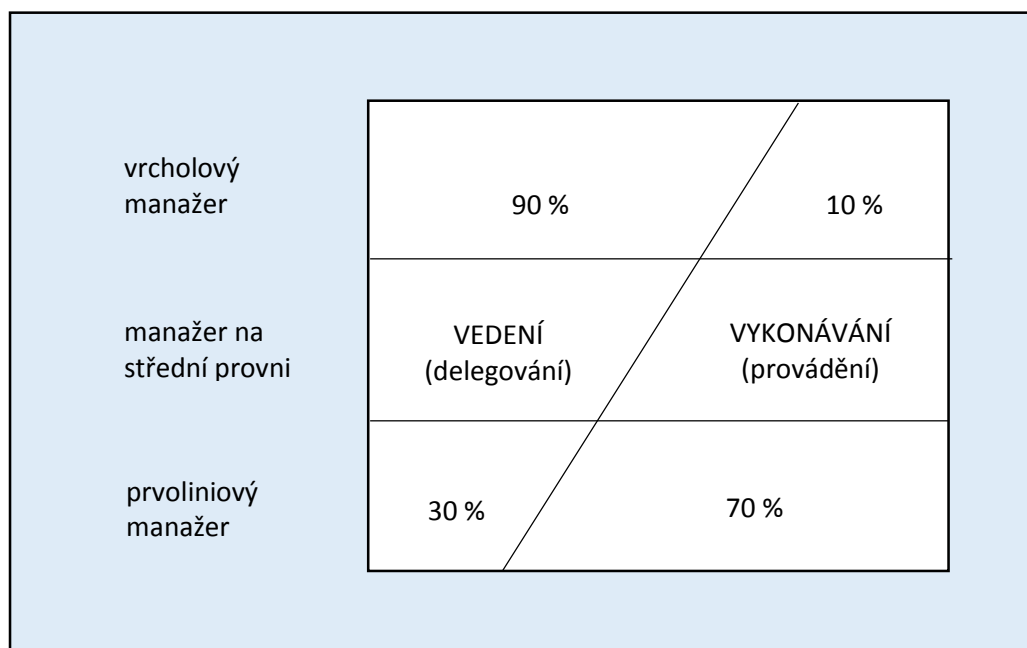 vrcholový
manažer
90 %
10 %
manažer na
střední provni
VEDENÍ
(delegování)
VYKONÁVÁNÍ
(provádění)
prvoliniový
manažer
30 %
70 %